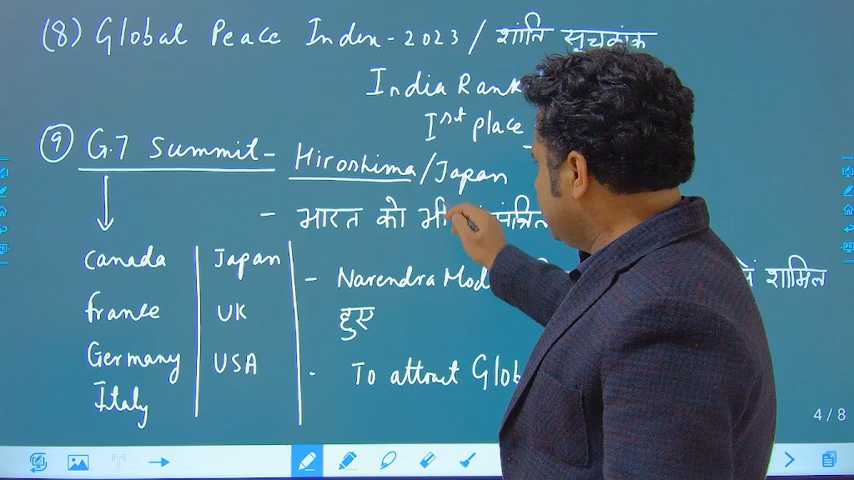 (8) Global Peace Index - 2023 / शांति सूचकांक
India Rank
Ist place
(9) G.7 Summit - Hiroshima / Japan
- भारत को भी
Canada Japan - Narendra Modi शामिल
France UK हुए
Germany USA . To attract Glob
Italy
4/8